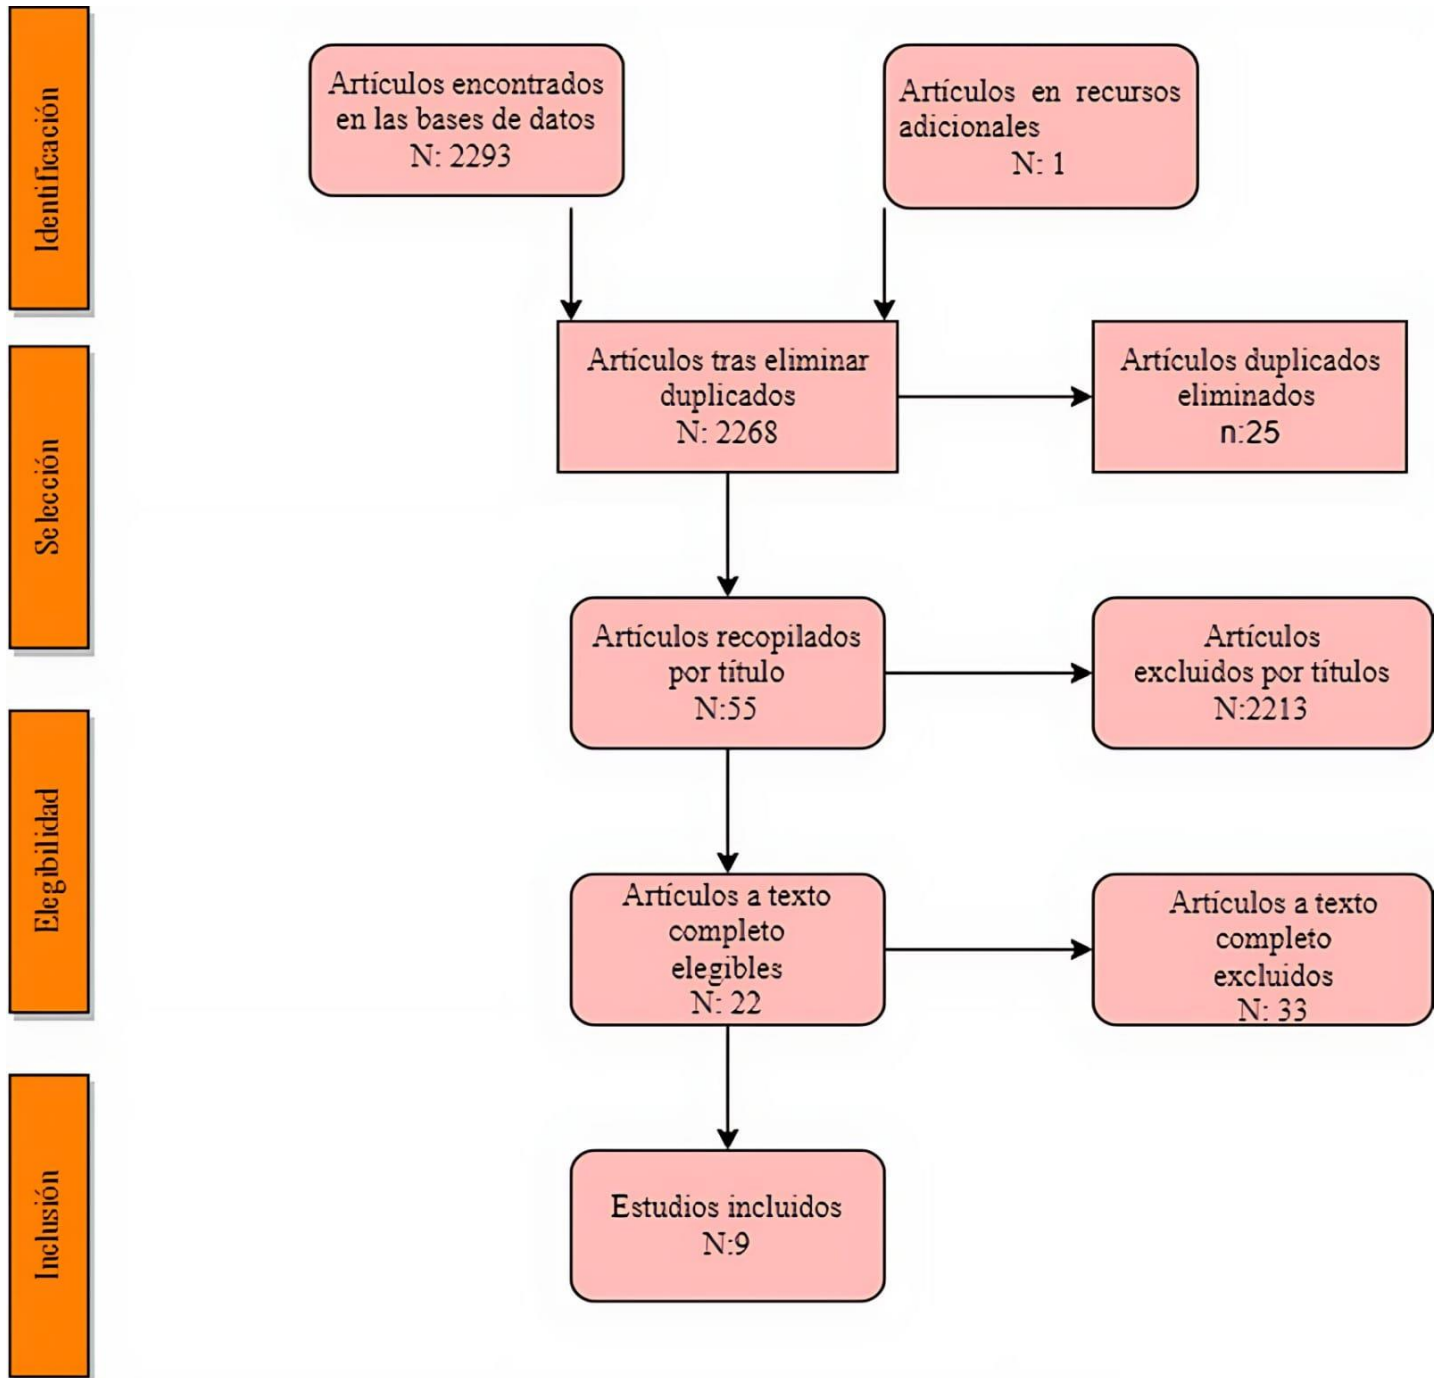 Identificación
Artículos encontrados
en las bases de datos
N: 2293
Artículos en recursos
adicionales
N: 1
Selección
Artículos tras eliminar
duplicados
N: 2268
Artículos duplicados
eliminados
n:25
Artículos recopilados
por título
N:55
Artículos
excluidos por títulos
N:2213
Elegibilidad
Artículos a texto
completo
elegibles
N: 22
Artículos a texto
completo
excluidos
N: 33
Inclusión
Estudios incluidos
N:9